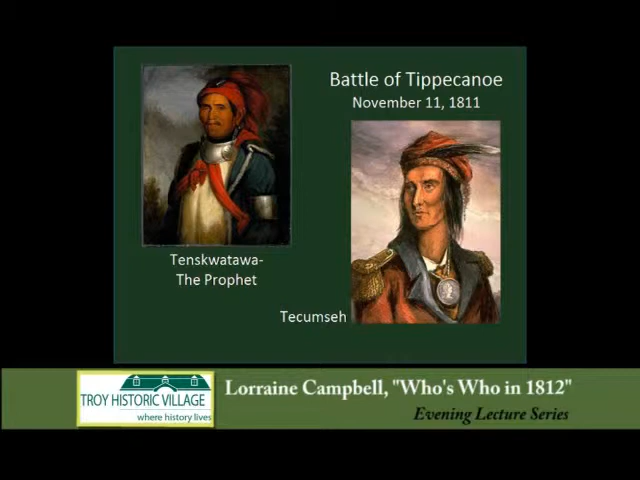 Battle of Tippecanoe
November 11, 1811
Tenskwatawa-
The Prophet
Tecumseh
TROY HISTORIC VILLAGE
where history lives
Lorraine Campbell, "Who's Who in 1812"
Evening Lecture Series